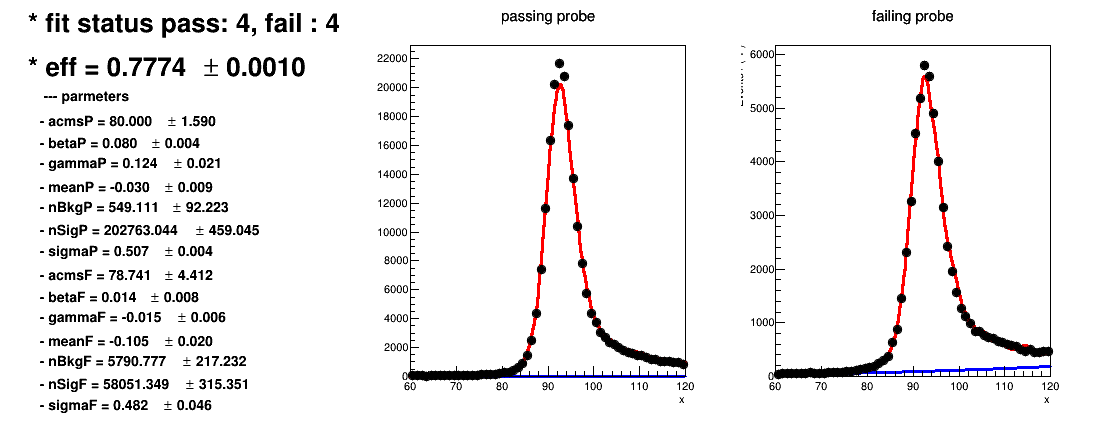 * fit status pass: 4, fail : 4
* eff = 0.7774 ± 0.0010
--- parmeters
- acmsP = 80.000 ± 1.590
- betaP = 0.080 ± 0.004
- gammaP = 0.124 ± 0.021
- meanP = -0.030 ± 0.009
- nBkgP = 549.111 ± 92.223
- nSigP = 202763.044 ± 459.045
- sigmaP = 0.507 ± 0.004
- acmsF = 78.741 ± 4.412
- betaF = 0.014 ± 0.008
- gammaF = -0.015 ± 0.006
- meanF = -0.105 ± 0.020
- nBkgF = 5790.777 ± 217.232
- nSigF = 58051.349 ± 315.351
- sigmaF = 0.482 ± 0.046
passing probe
22000
20000
18000
16000
14000
12000
10000
8000
6000
4000
2000
0
60 70 80 90 100 110 120
x
failing probe
6000
5000
4000
3000
2000
1000
0
60 70 80 90 100 110 120
x